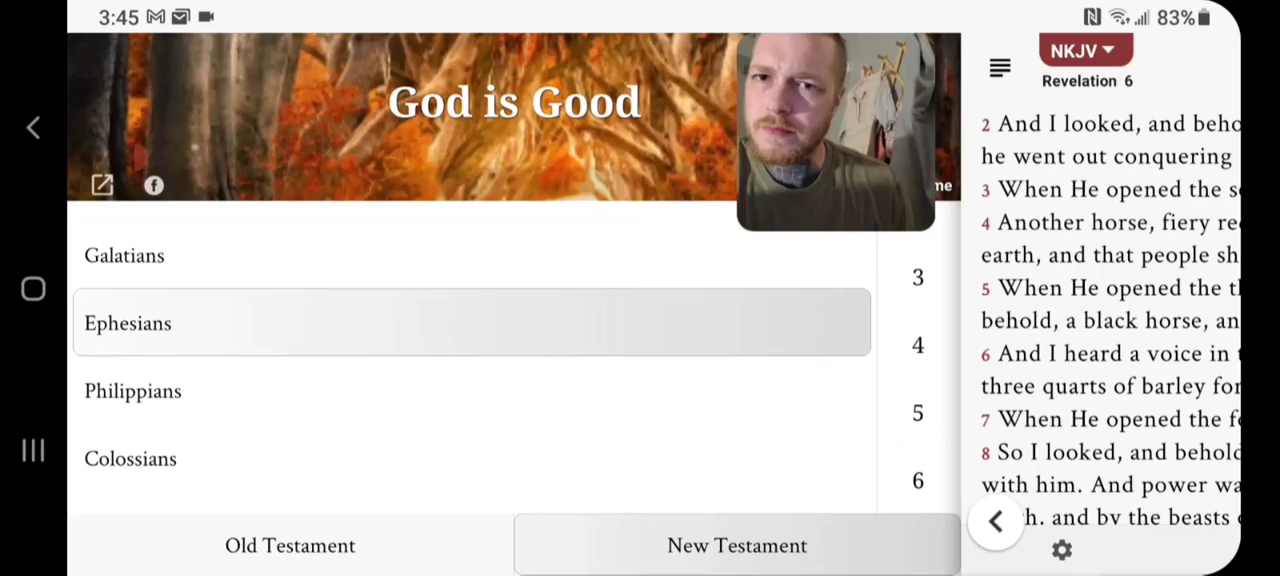 3:45
83%
God is Good
me
Galatians
Ephesians
Philippians
Colossians
3
4
5
6
Old Testament
New Testament
NKJV
Revelation 6
2 And I looked, and beho
he went out conquering
3 When He opened the s
4 Another horse, fiery re
earth, and that people sh
5 When He opened the t
behold, a black horse, an
6 And I heard a voice in
three quarts of barley for
7 When He opened the f
8 So I looked, and behold
with him. And power wa
h. and by the beasts